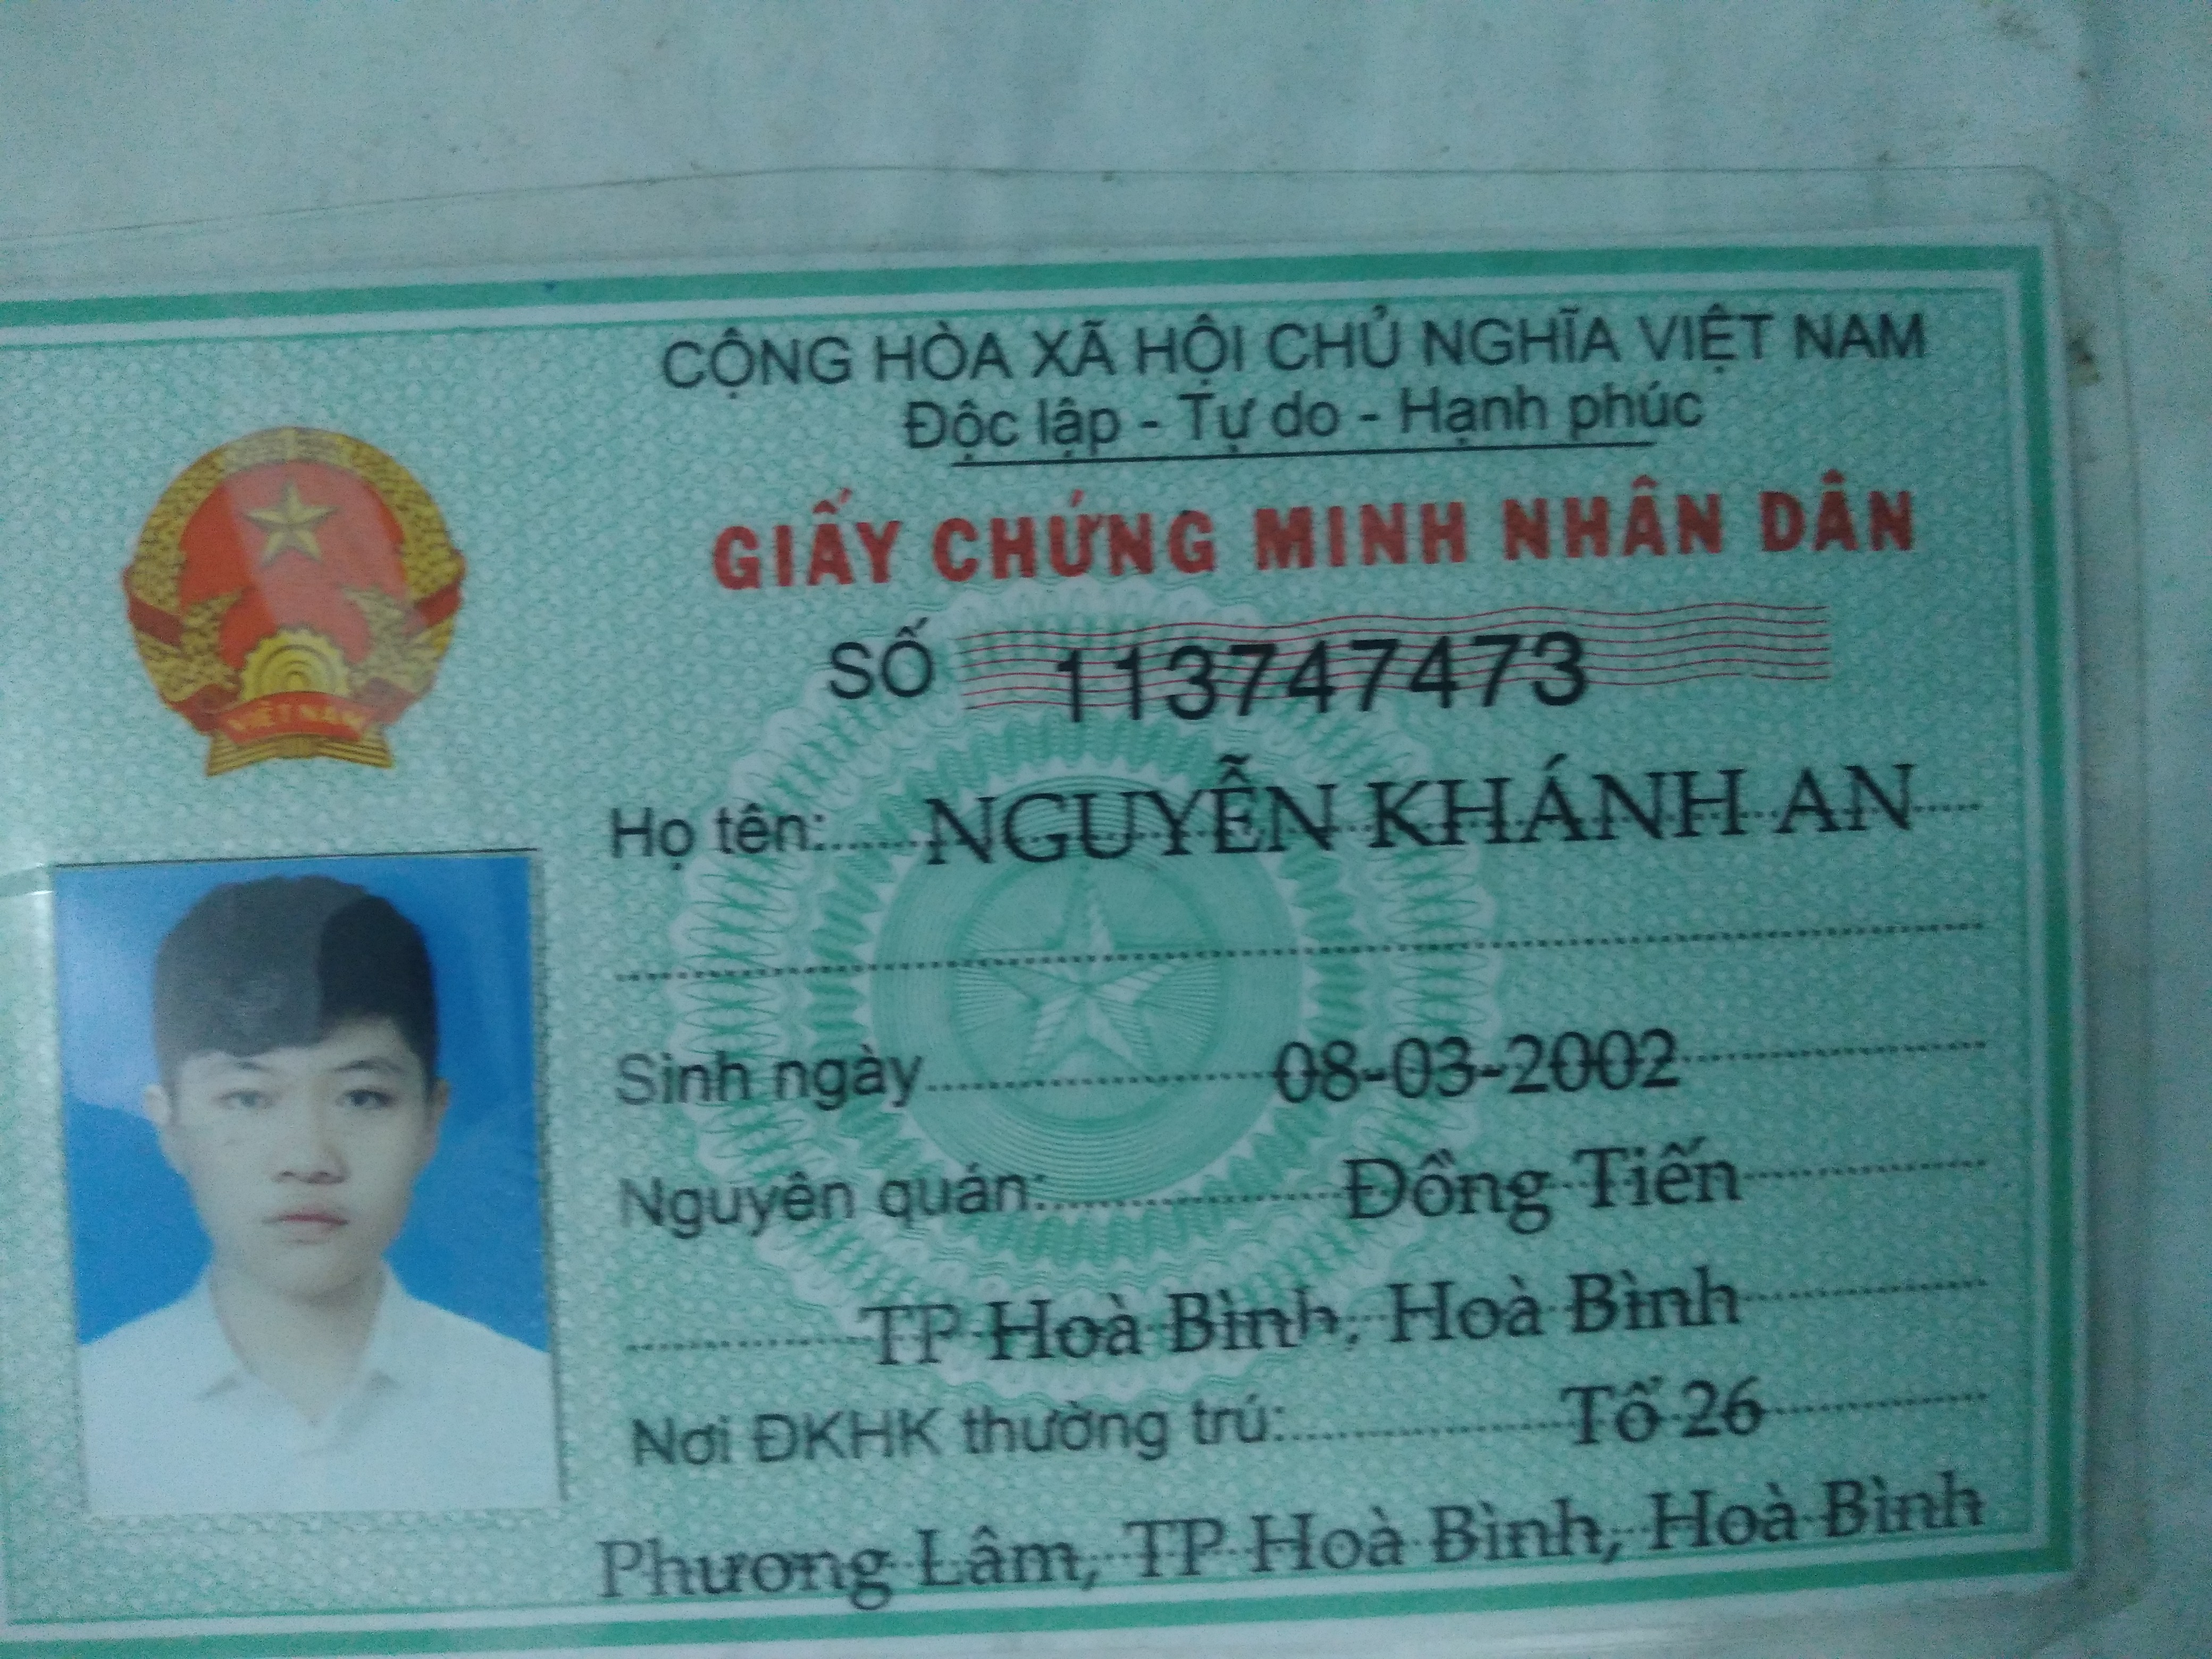 CỘNG HÒA XÃ HỘI CHỦ NGHĨA VIỆT NAM
Độc lập - Tự do - Hạnh phúc
GIẤY CHỨNG MINH NHÂN DÂN
SỐ 113747473
VIỆT NAM
Họ tên: NGUYỄN KHÁNH AN
Sinh ngày 08-03-2002
Nguyên quán: Đồng Tiến
TP Hoà Bình, Hoà Bình
Nơi ĐKHK thường trú: Tổ 26
Phương Lâm, TP Hoà Bình, Hoà Bình